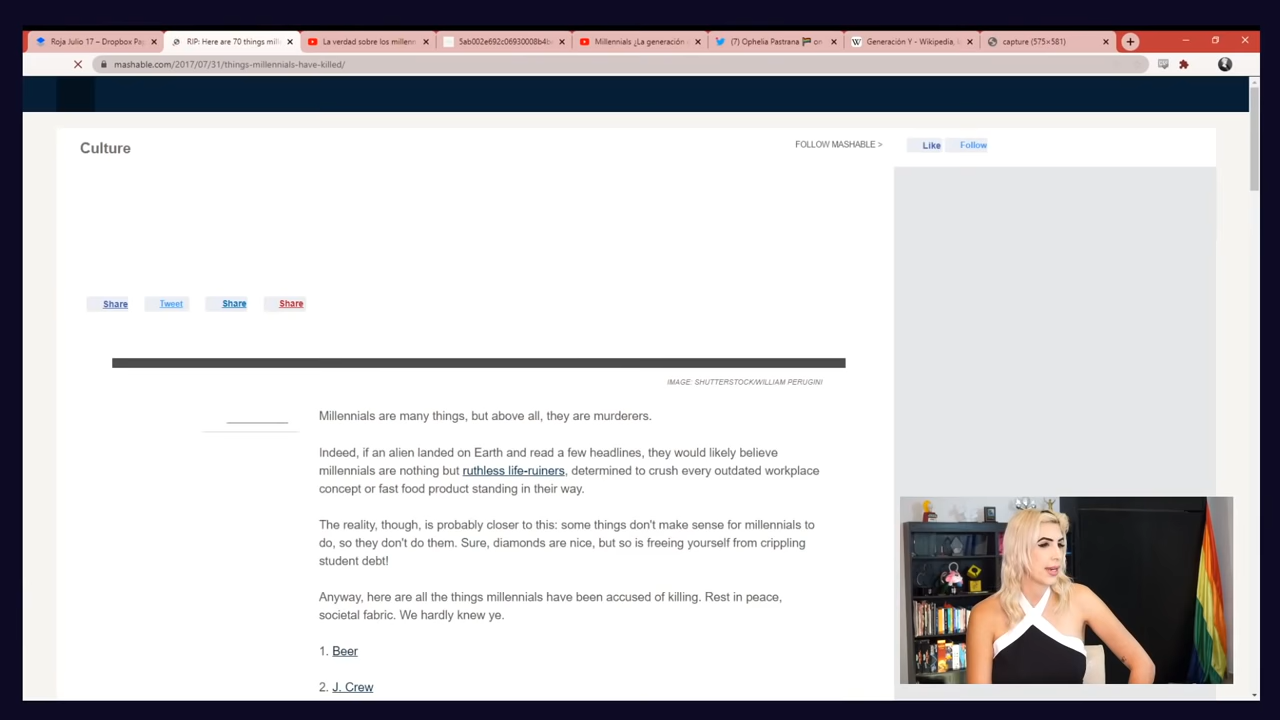 Roja Julio 17 – Dropbox Pap
RIP: Here are 70 things mill
La verdad sobre los millenn
5ab002e692c06930008b4b
Millennials ¿La generación
(7) Ophelia Pastrana on
Generación Y - Wikipedia, l
capture (575×581)
mashable.com/2017/07/31/things-millennials-have-killed/
Culture
FOLLOW MASHABLE >
Like
Follow
Share
Tweet
Share
Share
IMAGE: SHUTTERSTOCK/WILLIAM PERUGINI
Millennials are many things, but above all, they are murderers.
Indeed, if an alien landed on Earth and read a few headlines, they would likely believe
millennials are nothing but ruthless life-ruiners, determined to crush every outdated workplace
concept or fast food product standing in their way.
The reality, though, is probably closer to this: some things don't make sense for millennials to
do, so they don't do them. Sure, diamonds are nice, but so is freeing yourself from crippling
student debt!
Anyway, here are all the things millennials have been accused of killing. Rest in peace,
societal fabric. We hardly knew ye.
1. Beer
2. J. Crew